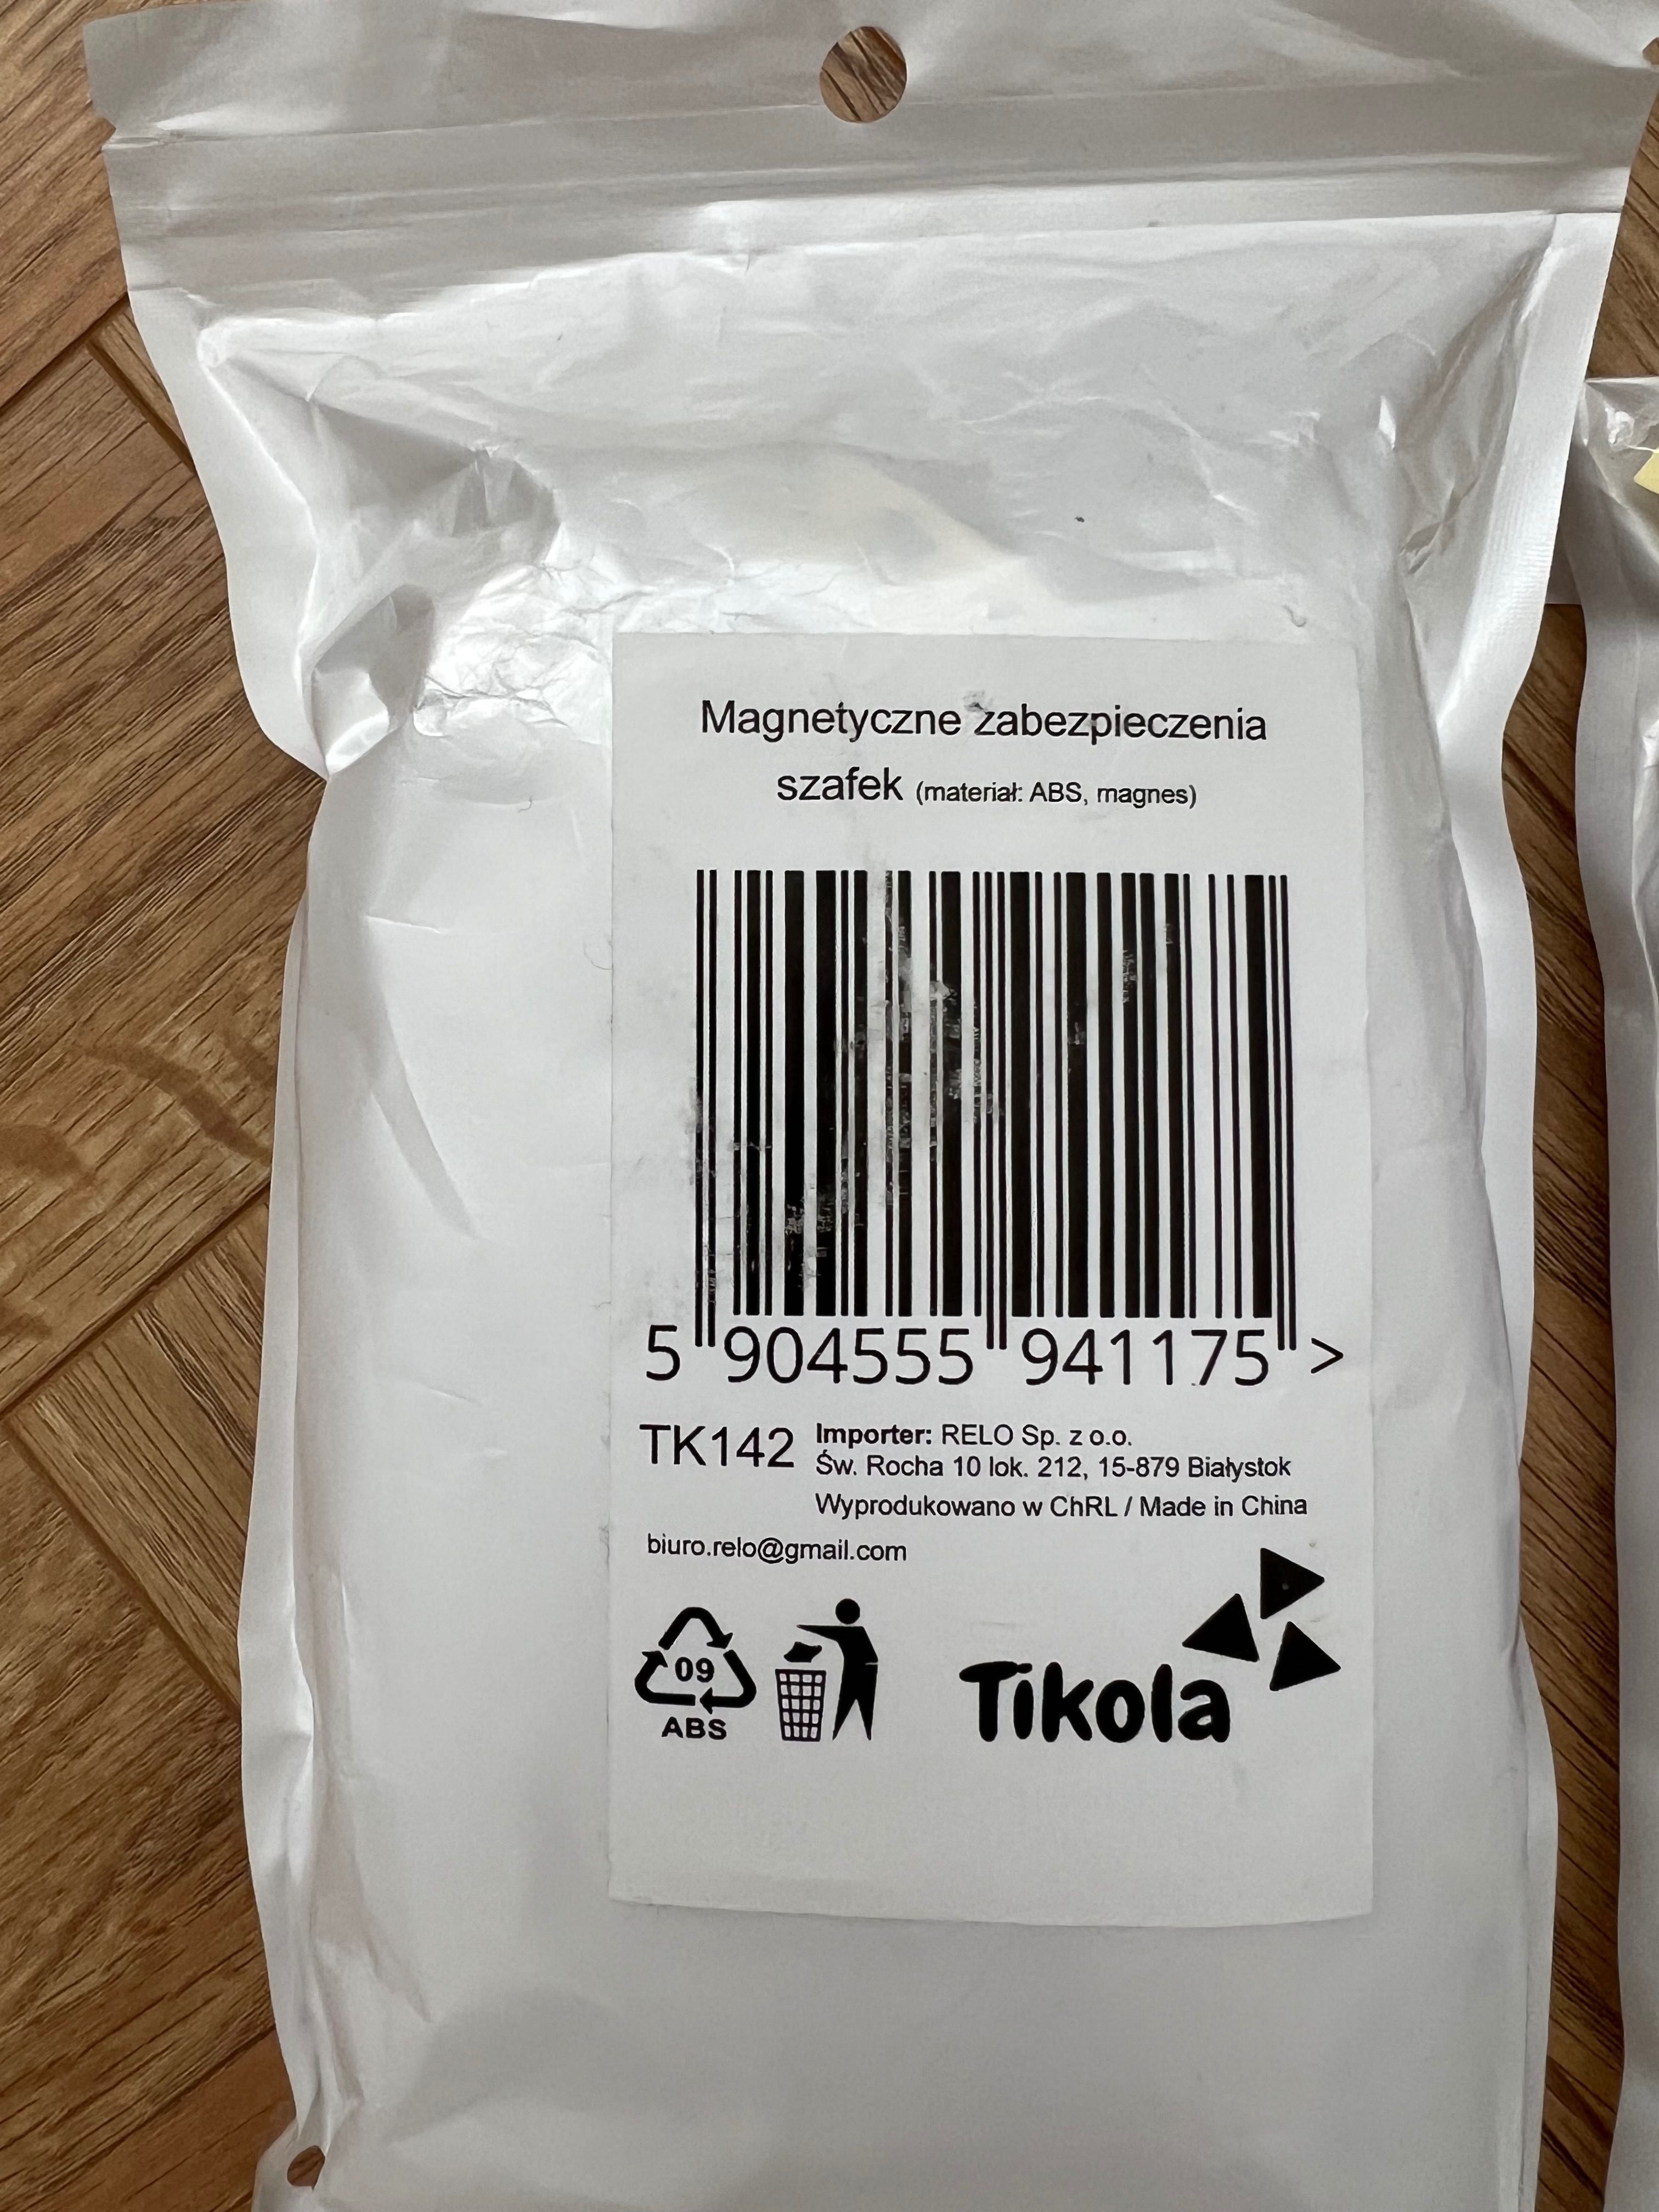 Magnetyczne zabezpieczenia
szafek (materiał: ABS, magnes)
5 904555 941175 >
TK142
Importer: RELO Sp. z o.o.
Św. Rocha 10 lok. 212, 15-879 Białystok
Wyprodukowano w ChRL / Made in China
biuro.relo@gmail.com
09
ABS
Tikola